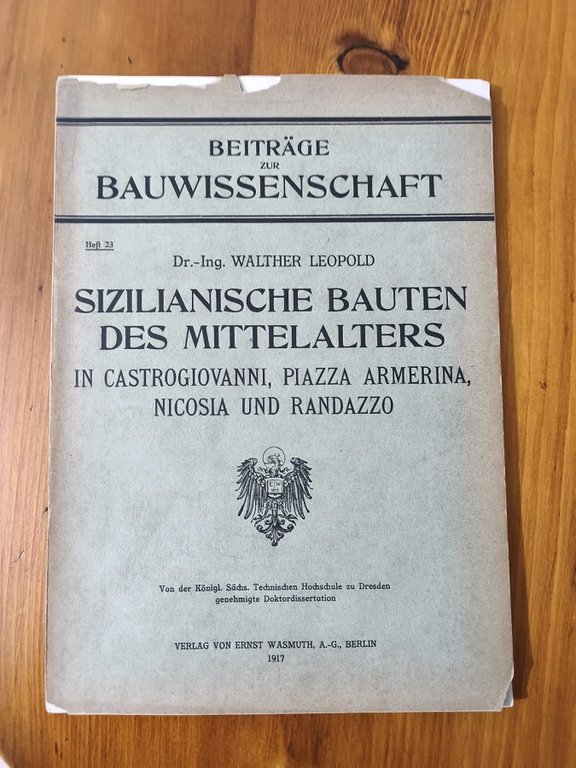 BEITRÄGE
ZUR
BAUWISSENSCHAFT
Heft 23
Dr.-Ing. WALTHER LEOPOLD
SIZILIANISCHE BAUTEN
DES MITTELALTERS
IN CASTROGIOVANNI, PIAZZA ARMERINA,
NICOSIA UND RANDAZZO
Von der Königl. Sächs. Technischen Hochschule zu Dresden
genehmigte Doktordissertation
VERLAG VON ERNST WASMUTH, A.-G., BERLIN
1917